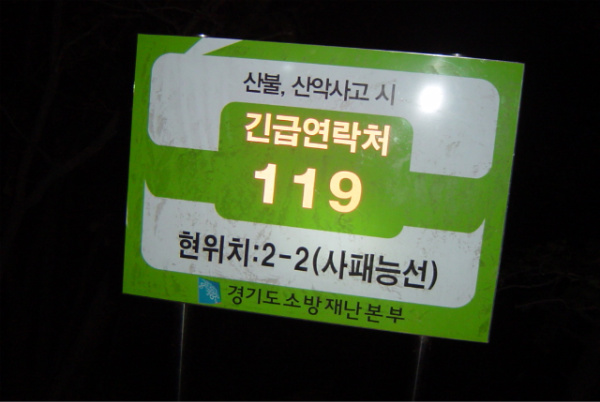 산불, 산악사고 시
긴급연락처
119
현위치:2-2(사패능선)
경기도소방재난본부